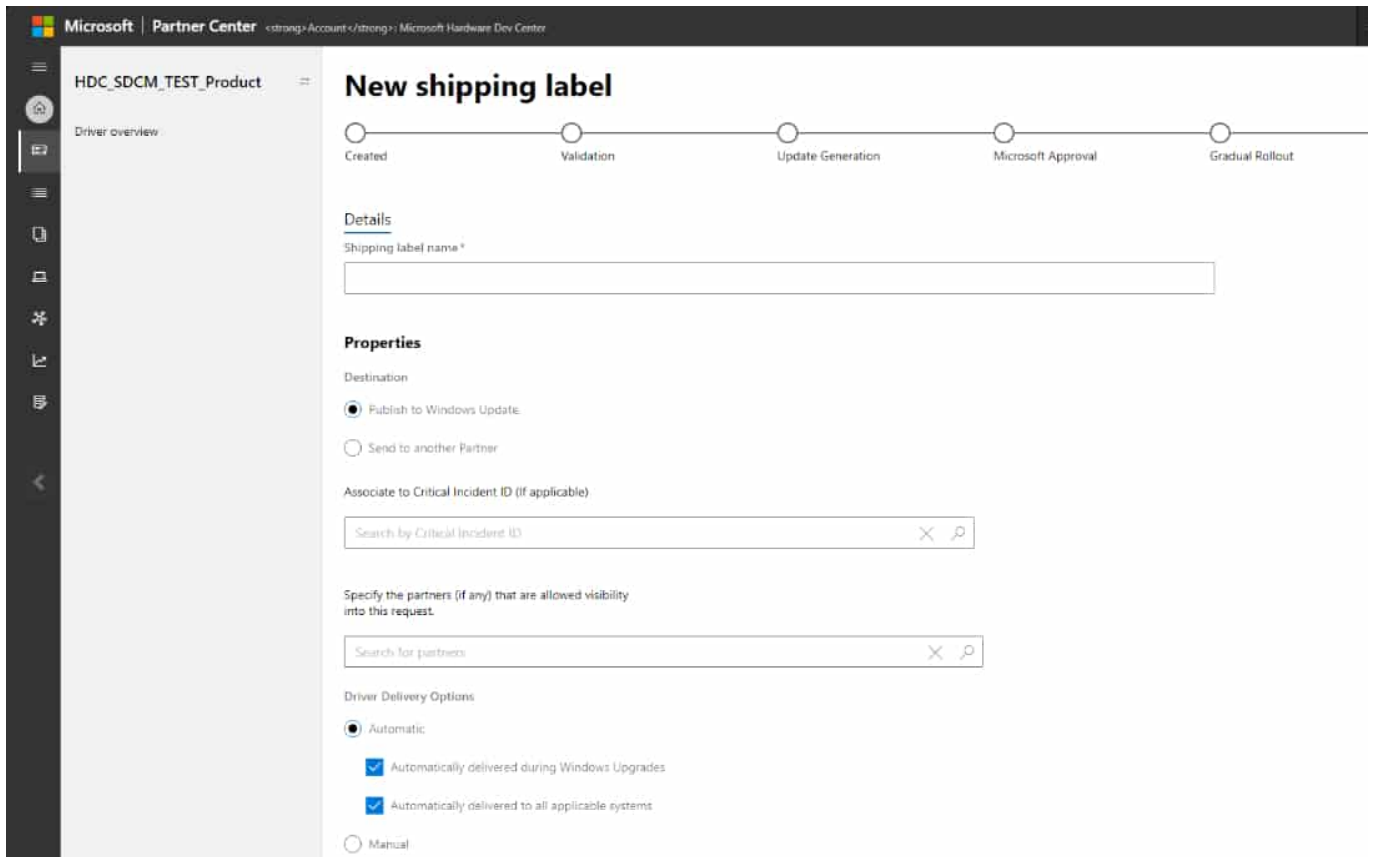 Microsoft | Partner Center <strong>Account</strong>: Microsoft Hardware Dev Center
HDC_SDCM_TEST_Product
Driver overview
New shipping label
Created Validation Update Generation Microsoft Approval Gradual Rollout
Details
Shipping label name*
Properties
Destination
Publish to Windows Update.
Send to another Partner
Associate to Critical Incident ID (If applicable)
Search by Critical Incident ID
Specify the partners (if any) that are allowed visibility
into this request.
Search for partners
Driver Delivery Options
Automatic
Automatically delivered during Windows Upgrades
Automatically delivered to all applicable systems
Manual